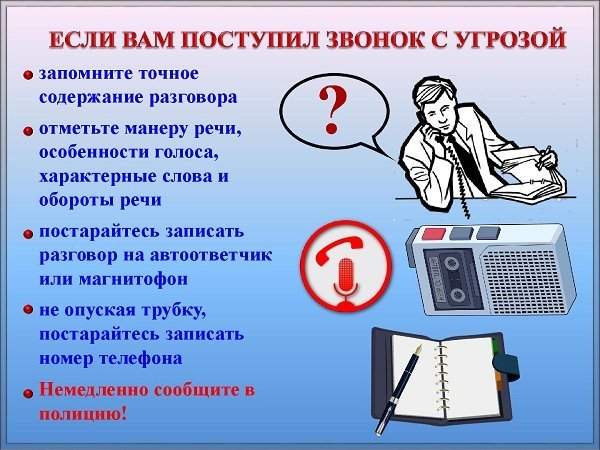 ЕСЛИ ВАМ ПОСТУПИЛ ЗВОНОК С УГРОЗОЙ
запомните точное
содержание разговора
отметьте манеру речи,
особенности голоса,
характерные слова и
обороты речи
постарайтесь записать
разговор на автоответчик
или магнитофон
не опуская трубку,
постарайтесь записать
номер телефона
Немедленно сообщите в
полицию!
?